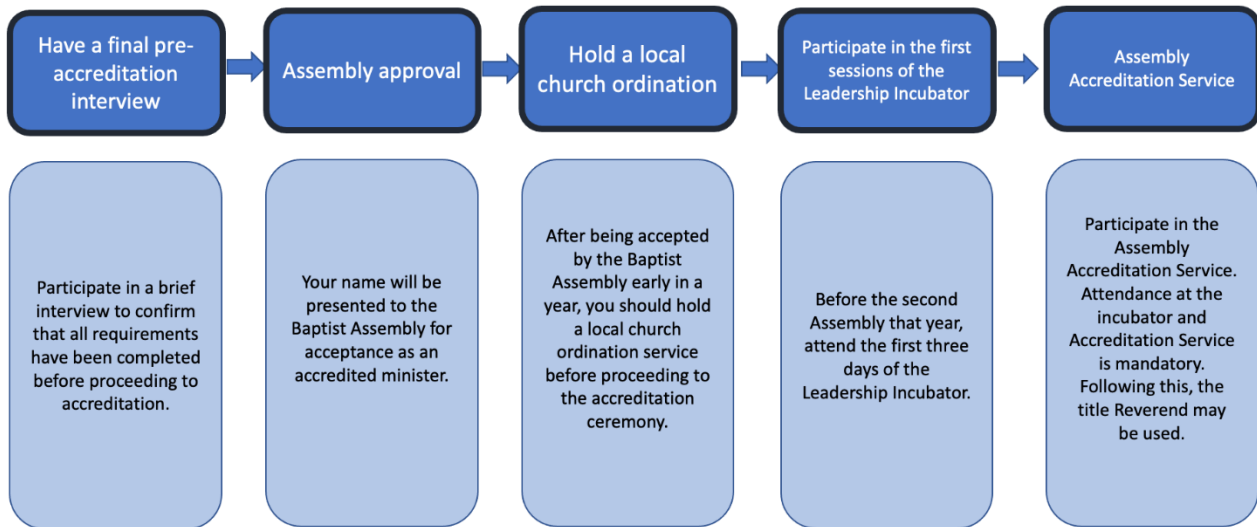 Have a final pre-
accreditation
interview
Assembly approval
Hold a local
church ordination
Participate in the first
sessions of the
Leadership Incubator
Assembly
Accreditation Service
Participate in a brief
interview to confirm
that all requirements
have been completed
before proceeding to
accreditation.
Your name will be
presented to the
Baptist Assembly for
acceptance as an
accredited minister.
After being accepted
by the Baptist
Assembly early in a
year, you should hold
a local church
ordination service
before proceeding to
the accreditation
ceremony.
Before the second
Assembly that year,
attend the first three
days of the
Leadership Incubator.
Participate in the
Assembly
Accreditation Service.
Attendance at the
incubator and
Accreditation Service
is mandatory.
Following this, the
title Reverend may
be used.